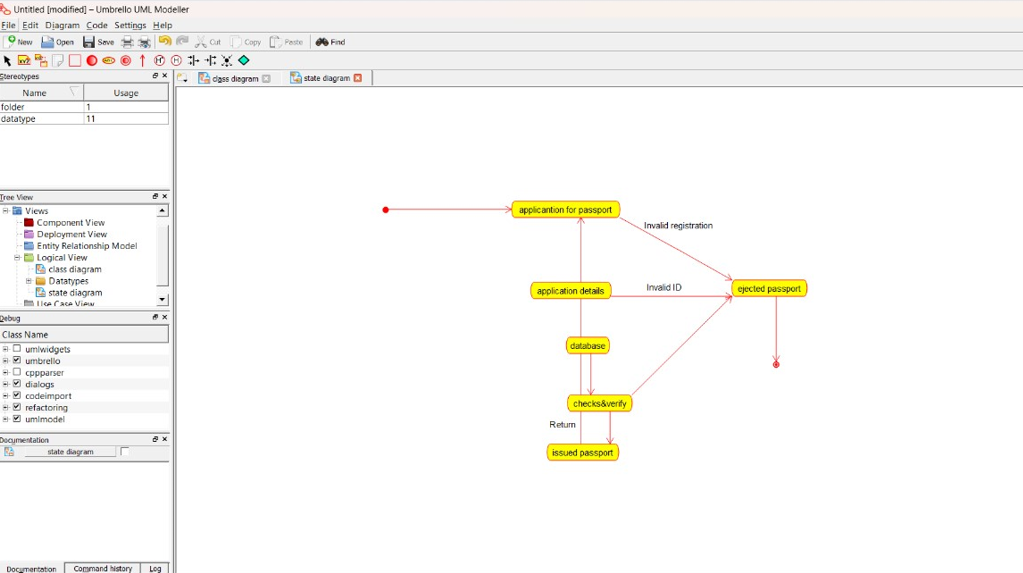 Untitled [modified] – Umbrello UML Modeller
File Edit Diagram Code Settings Help
New Open Save Cut Copy Paste Find
Stereotypes
class diagram state diagram
Name Usage
folder 1
datatype 11
Tree View
Views
Component View
Deployment View
Entity Relationship Model
Logical View
class diagram
Datatypes
state diagram
Use Case View
Debug
Class Name
umlwidgets
umbrello
cppparser
dialogs
codeimport
refactoring
umlmodel
Documentation
state diagram
Documentation Command history Log
applicantion for passport
Invalid registration
application details
Invalid ID
ejected passport
database
checks&verify
Return
issued passport